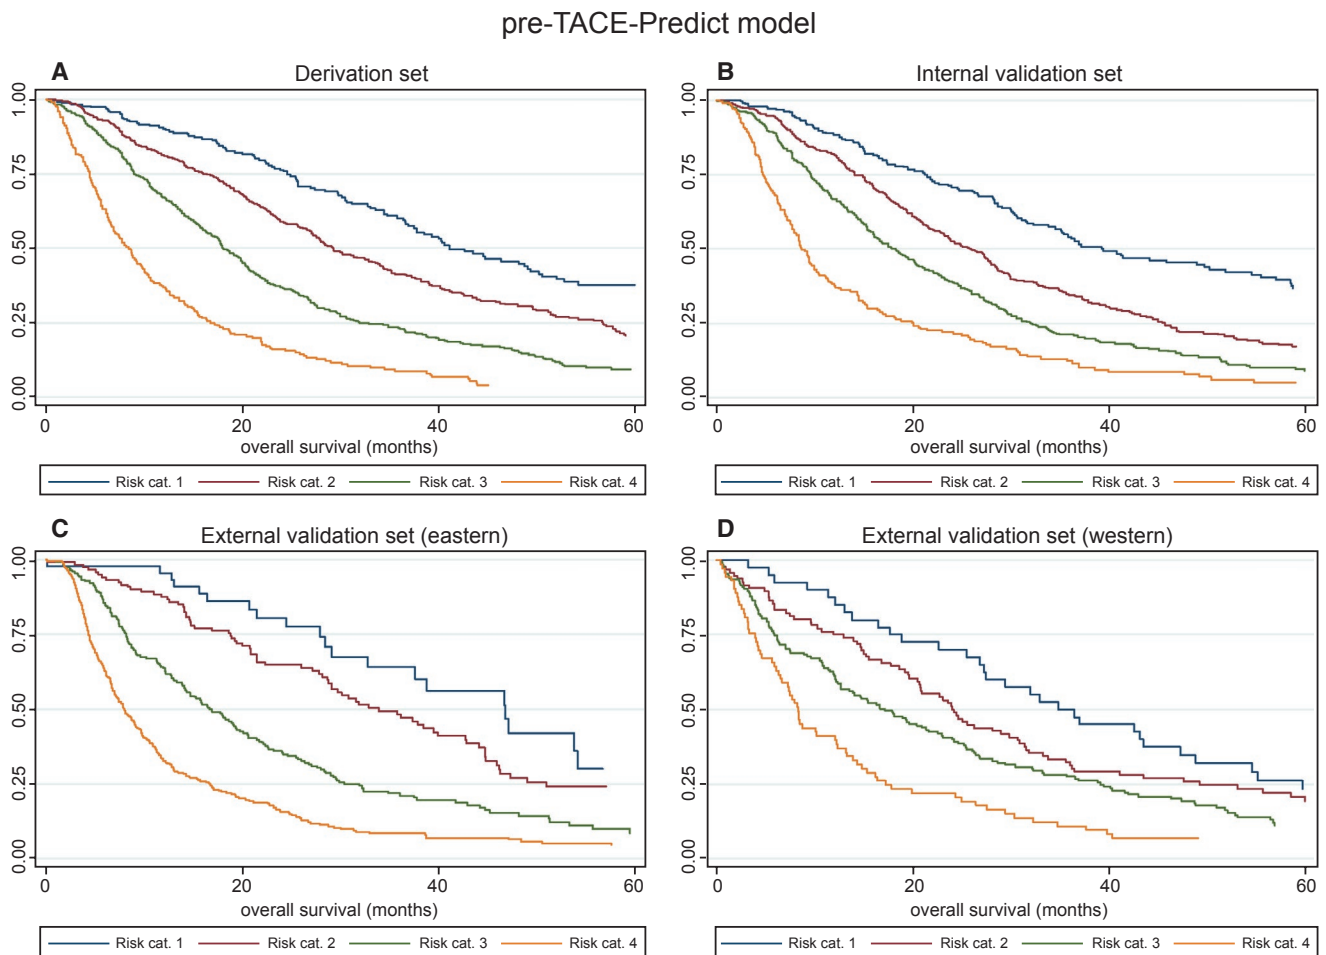 pre-TACE-Predict model
A Derivation set
1.00
0.75
0.50
0.25
0.00
0 20 40 60
overall survival (months)
Risk cat. 1 Risk cat. 2 Risk cat. 3 Risk cat. 4
B Internal validation set
1.00
0.75
0.50
0.25
0.00
0 20 40 60
overall survival (months)
Risk cat. 1 Risk cat. 2 Risk cat. 3 Risk cat. 4
C External validation set (eastern)
1.00
0.75
0.50
0.25
0.00
0 20 40 60
overall survival (months)
Risk cat. 1 Risk cat. 2 Risk cat. 3 Risk cat. 4
D External validation set (western)
1.00
0.75
0.50
0.25
0.00
0 20 40 60
overall survival (months)
Risk cat. 1 Risk cat. 2 Risk cat. 3 Risk cat. 4